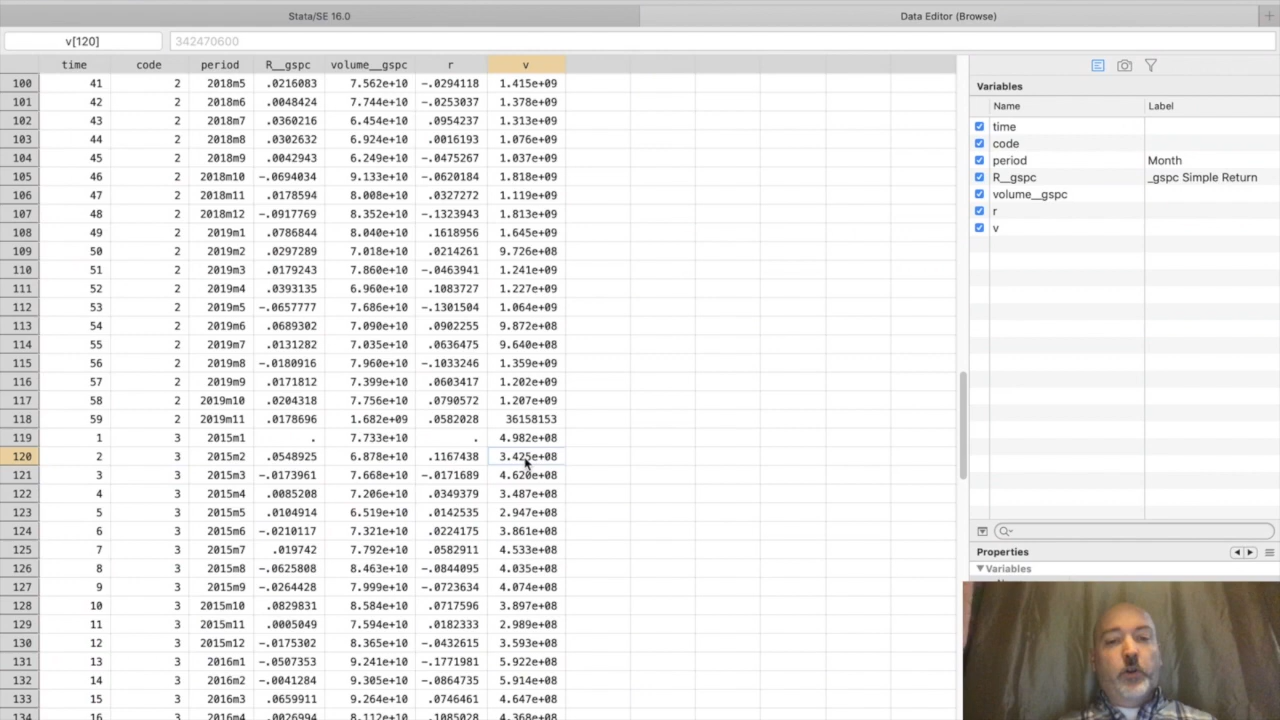 Stata/SE 16.0 Data Editor (Browse)
v[120] 342470600
time code period R__gspc volume__gspc r v
100 41 2 2018m5 .0216083 7.562e+10 -.0294118 1.415e+09
101 42 2 2018m6 .0048424 7.744e+10 -.0253037 1.378e+09
102 43 2 2018m7 .0360216 6.454e+10 .0954237 1.313e+09
103 44 2 2018m8 .0302632 6.924e+10 .0016193 1.076e+09
104 45 2 2018m9 .0042943 6.249e+10 -.0475267 1.037e+09
105 46 2 2018m10 -.0694034 9.133e+10 -.0620184 1.818e+09
106 47 2 2018m11 .0178594 8.008e+10 .0327272 1.119e+09
107 48 2 2018m12 -.0917769 8.352e+10 -.1323943 1.813e+09
108 49 2 2019m1 .0786844 8.040e+10 .1618956 1.645e+09
109 50 2 2019m2 .0297289 7.018e+10 .0214261 9.726e+08
110 51 2 2019m3 .0179243 7.860e+10 -.0463941 1.241e+09
111 52 2 2019m4 .0393135 6.960e+10 .1083727 1.227e+09
112 53 2 2019m5 -.0657777 7.686e+10 -.1301504 1.064e+09
113 54 2 2019m6 .0689302 7.090e+10 .0902255 9.872e+08
114 55 2 2019m7 .0131282 7.035e+10 .0636475 9.640e+08
115 56 2 2019m8 -.0180916 7.960e+10 -.1033246 1.359e+09
116 57 2 2019m9 .0171812 7.399e+10 .0603417 1.202e+09
117 58 2 2019m10 .0204318 7.756e+10 .0790572 1.207e+09
118 59 2 2019m11 .0178696 1.682e+09 .0582028 36158153
119 1 3 2015m1 . 7.733e+10 . 4.982e+08
120 2 3 2015m2 .0548925 6.878e+10 .1167438 3.425e+08
121 3 3 2015m3 -.0173961 7.668e+10 -.0171689 4.620e+08
122 4 3 2015m4 .0085208 7.206e+10 .0349379 3.487e+08
123 5 3 2015m5 .0104914 6.519e+10 .0142535 2.947e+08
124 6 3 2015m6 -.0210117 7.321e+10 .0224175 3.861e+08
125 7 3 2015m7 .019742 7.792e+10 .0582911 4.533e+08
126 8 3 2015m8 -.0625808 8.463e+10 -.0844095 4.035e+08
127 9 3 2015m9 -.0264428 7.999e+10 -.0723634 4.074e+08
128 10 3 2015m10 .0829831 8.584e+10 .0717596 3.897e+08
129 11 3 2015m11 .0005049 7.594e+10 .0182333 2.989e+08
130 12 3 2015m12 -.0175302 8.365e+10 -.0432615 3.593e+08
131 13 3 2016m1 -.0507353 9.241e+10 -.1771981 5.922e+08
132 14 3 2016m2 -.0041284 9.305e+10 -.0864735 5.914e+08
133 15 3 2016m3 .0659911 9.264e+10 .0746461 4.647e+08
134 16 3 2016m4 .0026994 8.112e+10 .1085028 4.368e+08
Variables
Name Label
time
code
period Month
R__gspc _gspc Simple Return
volume__gspc
r
v
Properties
Variables